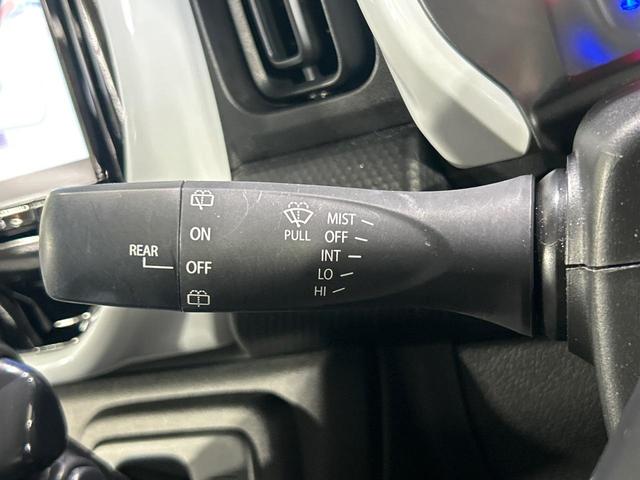 REAR
ON
OFF
PULL
MIST
OFF
INT
LO
HI